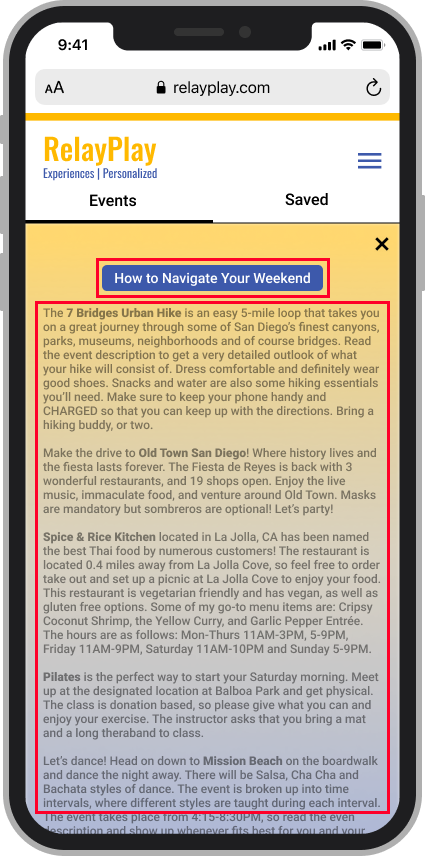 9:41
AA relayplay.com
RelayPlay
Experiences | Personalized
Events Saved
How to Navigate Your Weekend
The 7 Bridges Urban Hike is an easy 5-mile loop that takes you
on a great journey through some of San Diego's finest canyons,
parks, museums, neighborhoods and of course bridges. Read
the event description to get a very detailed outlook of what
your hike will consist of. Dress comfortable and definitely wear
good shoes. Snacks and water are also some hiking essentials
you'll need. Make sure to keep your phone handy and
CHARGED so that you can keep up with the directions. Bring a
hiking buddy, or two.
Make the drive to Old Town San Diego! Where history lives and
the fiesta lasts forever. The Fiesta de Reyes is back with 3
wonderful restaurants, and 19 shops open. Enjoy the live
music, immaculate food, and venture around Old Town. Masks
are mandatory but sombreros are optional! Let's party!
Spice & Rice Kitchen located in La Jolla, CA has been named
the best Thai food by numerous customers! The restaurant is
located 0.4 miles away from La Jolla Cove, so feel free to order
take out and set up a picnic at La Jolla Cove to enjoy your food.
This restaurant is vegetarian friendly and has vegan, as well as
gluten free options. Some of my go-to menu items are: Cripsy
Coconut Shrimp, the Yellow Curry, and Garlic Pepper Entrée.
The hours are as follows: Mon-Thurs 11AM-3PM, 5-9PM,
Friday 11AM-9PM, Saturday 11AM-10PM and Sunday 5-9PM.
Pilates is the perfect way to start your Saturday morning. Meet
up at the designated location at Balboa Park and get physical.
The class is donation based, so please give what you can and
enjoy your exercise. The instructor asks that you bring a mat
and a long theraband to class.
Let's dance! Head on down to Mission Beach on the boardwalk
and dance the night away. There will be Salsa, Cha Cha and
Bachata styles of dance. The event is broken up into time
intervals, where different styles are taught during each interval.
The event takes place from 4:15-8:30PM, so read the even
description and show up whenever fits best for you and your